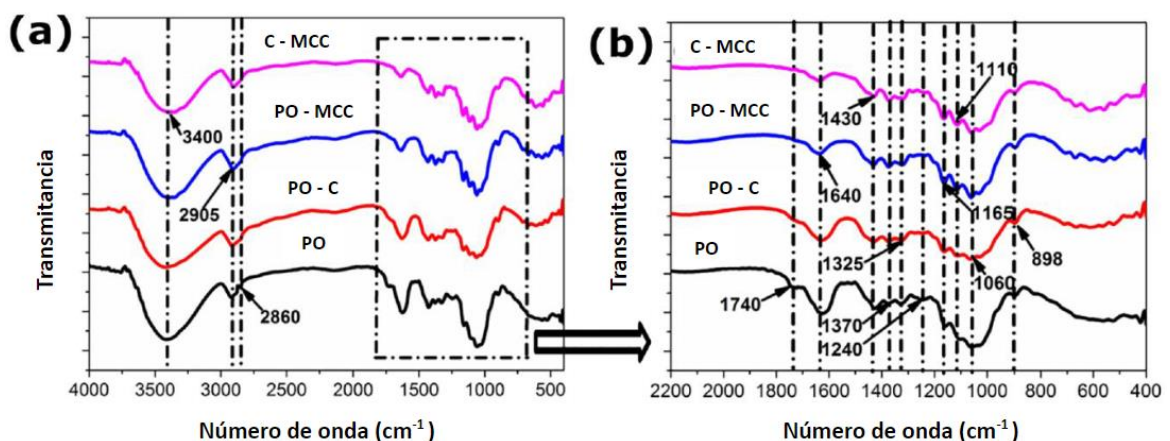 (a)
C - MCC
PO - MCC
PO - C
PO
3400
2905
2860
Transmitancia
4000 3500 3000 2500 2000 1500 1000 500
Número de onda (cm⁻¹)
(b)
C - MCC
PO - MCC
PO - C
PO
1110
1430
1640
1165
1325
898
1060
1740
1370
1240
Transmitancia
2200 2000 1800 1600 1400 1200 1000 800 600 400
Número de onda (cm⁻¹)